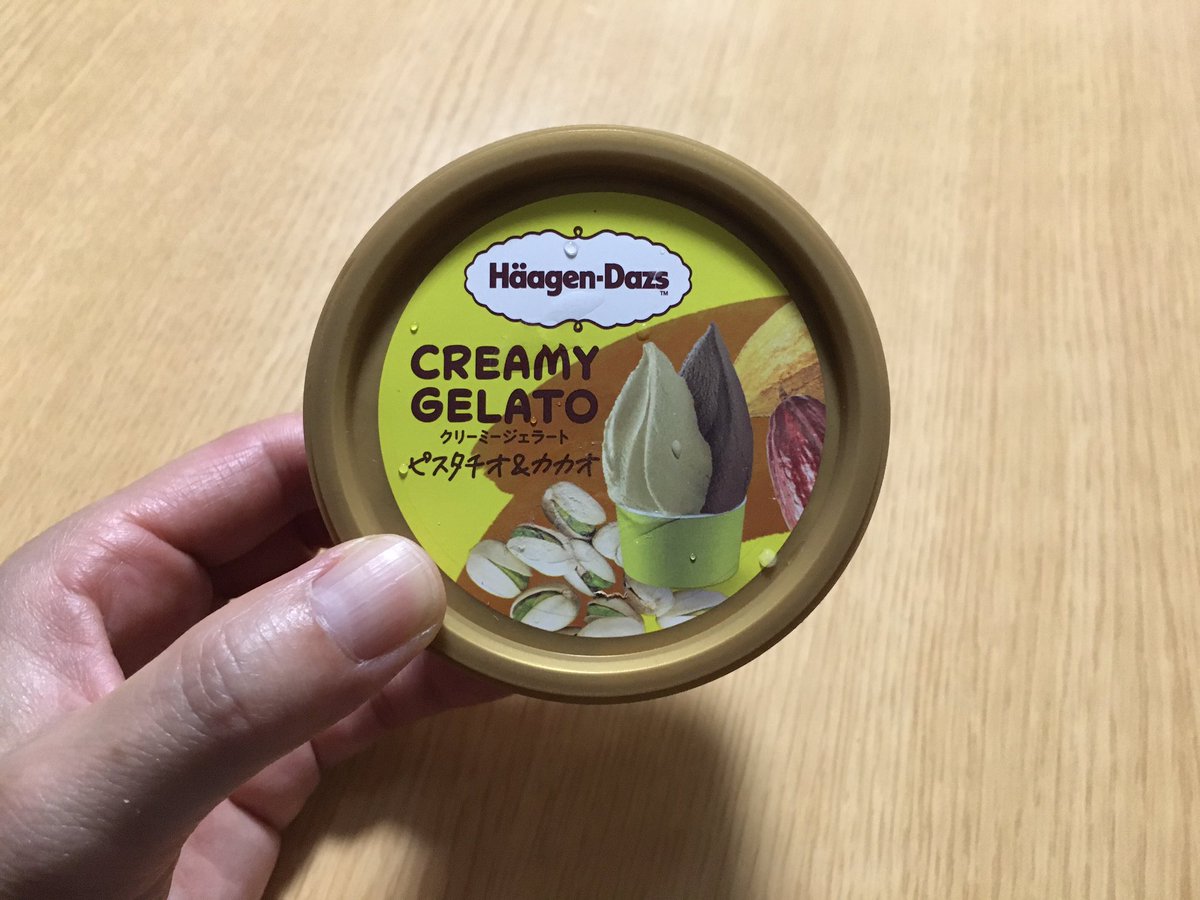 Häagen-Dazs
TM
CREAMY
GELATO
クリーミージェラート
ピスタチオ&カカオ